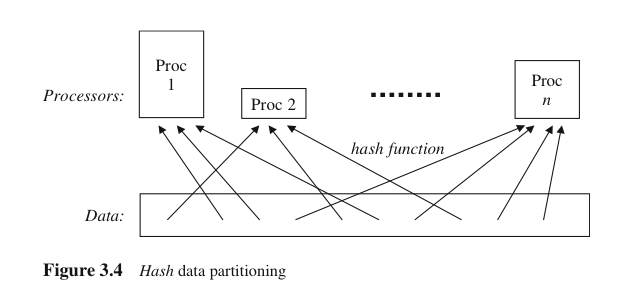 Proc
1
Proc 2
Proc
n
Processors:
hash function
Data:
Figure 3.4 Hash data partitioning